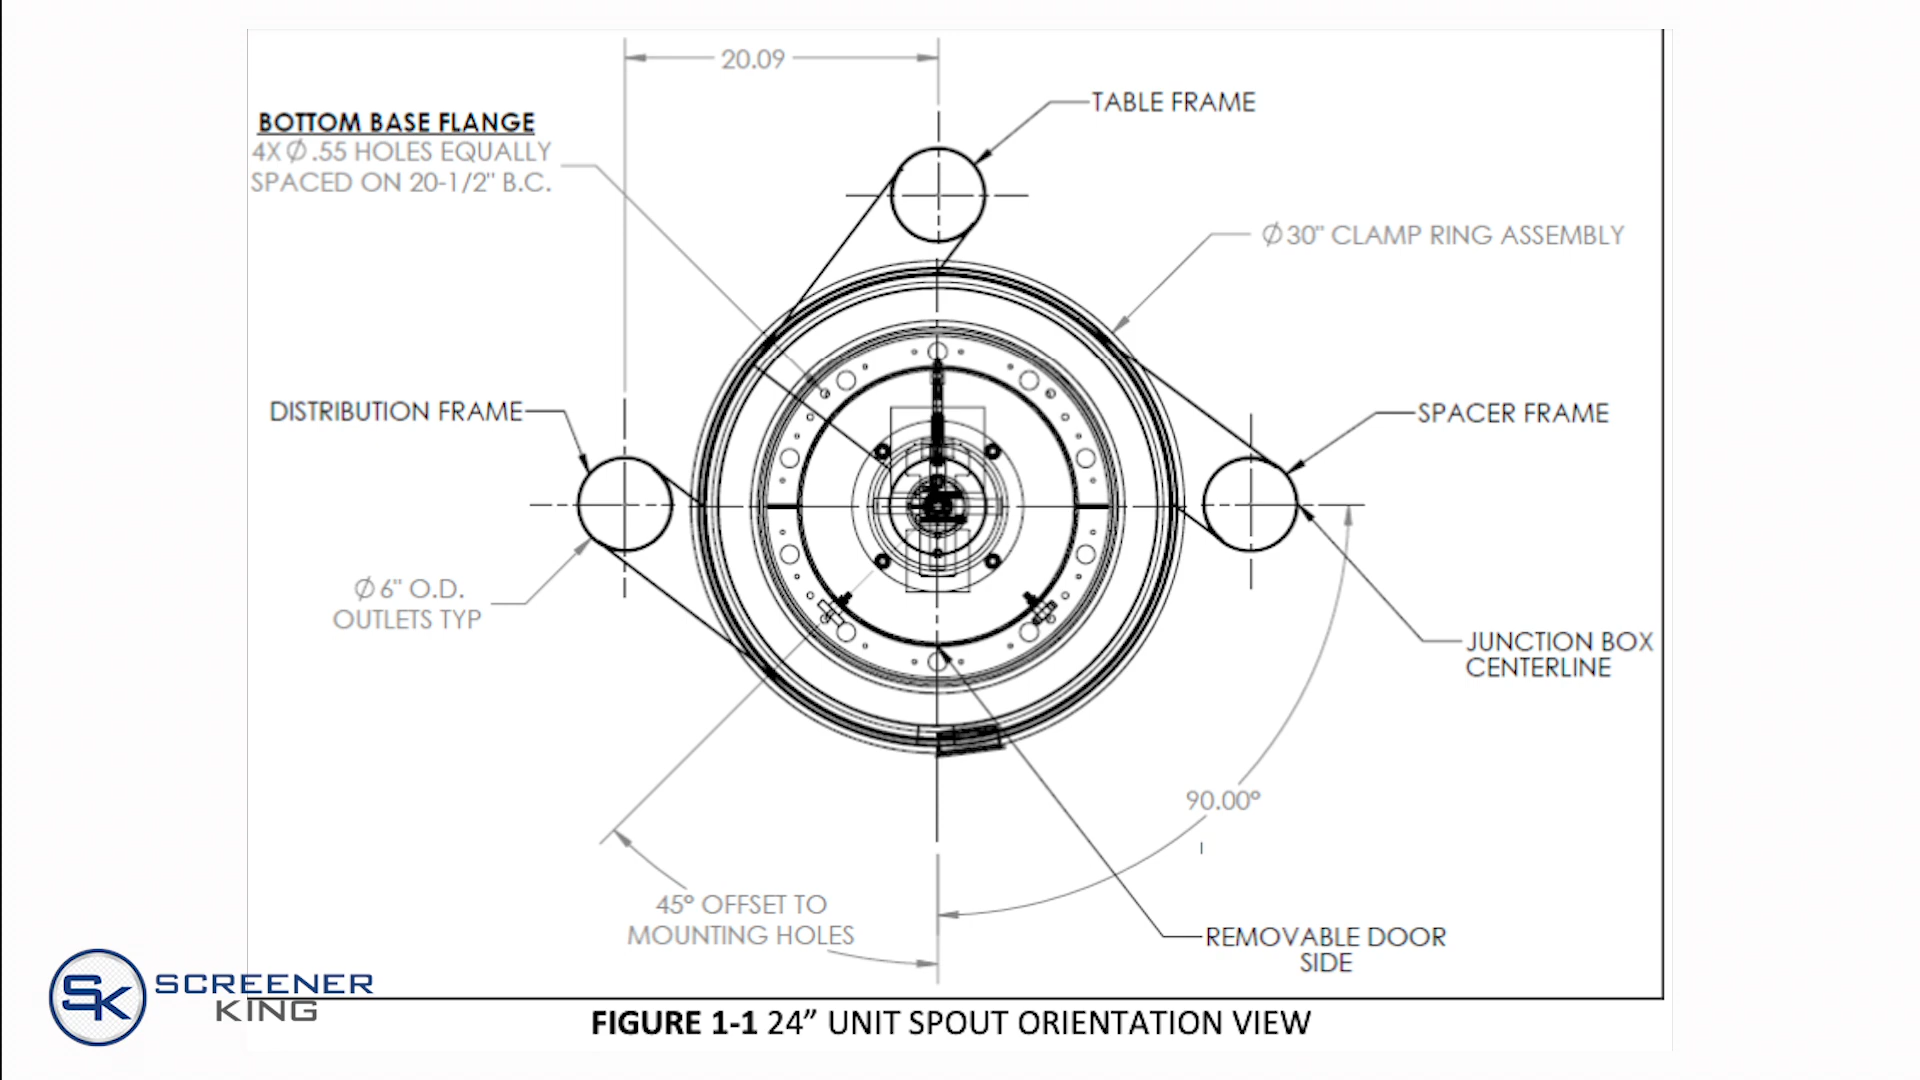 20.09
TABLE FRAME
BOTTOM BASE FLANGE
4X Ø .55 HOLES EQUALLY
SPACED ON 20-1/2" B.C.
Ø30" CLAMP RING ASSEMBLY
DISTRIBUTION FRAME
SPACER FRAME
Ø 6" O.D.
OUTLETS TYP
JUNCTION BOX
CENTERLINE
90.00°
45° OFFSET TO
MOUNTING HOLES
REMOVABLE DOOR
SIDE
SK SCREENER
KING
FIGURE 1-1 24” UNIT SPOUT ORIENTATION VIEW